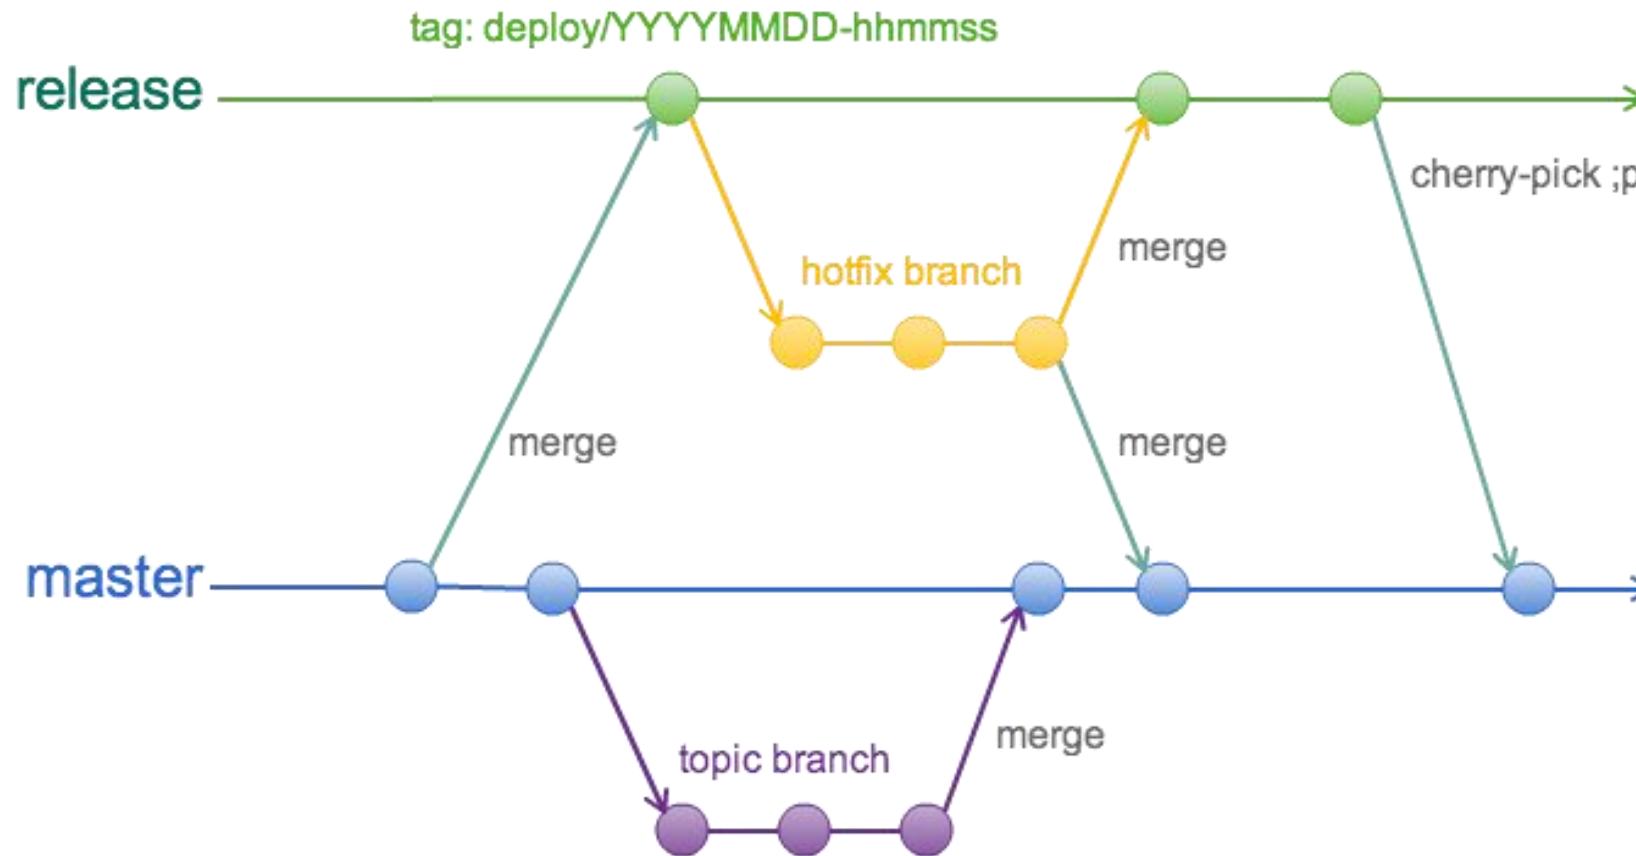 tag: deploy/YYYYMMDD-hhmmss
release
cherry-pick ;p
merge
hotfix branch
merge
merge
master
merge
topic branch